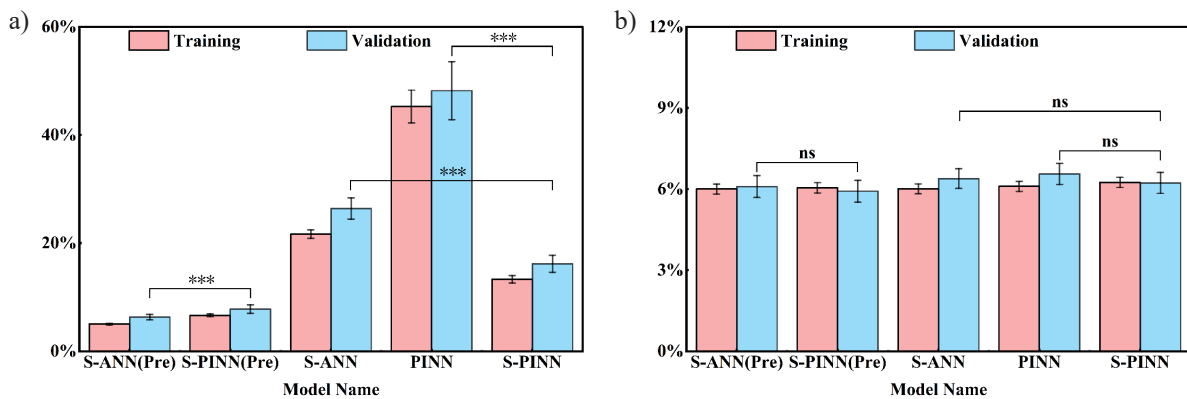 a)
60%
40%
20%
0%
Training
Validation
***
***
***
S-ANN(Pre)
S-PINN(Pre)
S-ANN
PINN
S-PINN
Model Name
b)
12%
9%
6%
3%
0%
Training
Validation
ns
ns
ns
S-ANN(Pre)
S-PINN(Pre)
S-ANN
PINN
S-PINN
Model Name